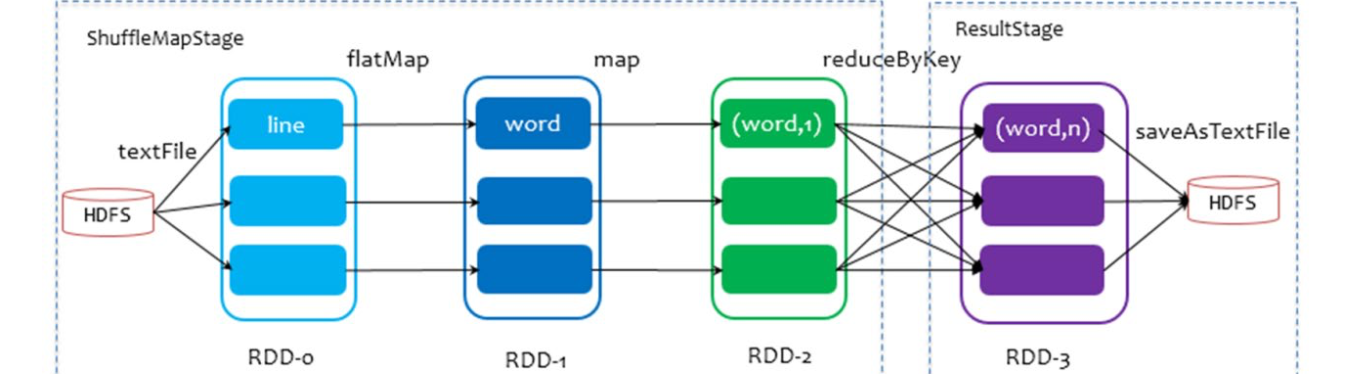 ShuffleMapStage
ResultStage
flatMap
map
reduceByKey
line
word
(word,1)
(word,n)
textFile
saveAsTextFile
HDFS
HDFS
RDD-0
RDD-1
RDD-2
RDD-3